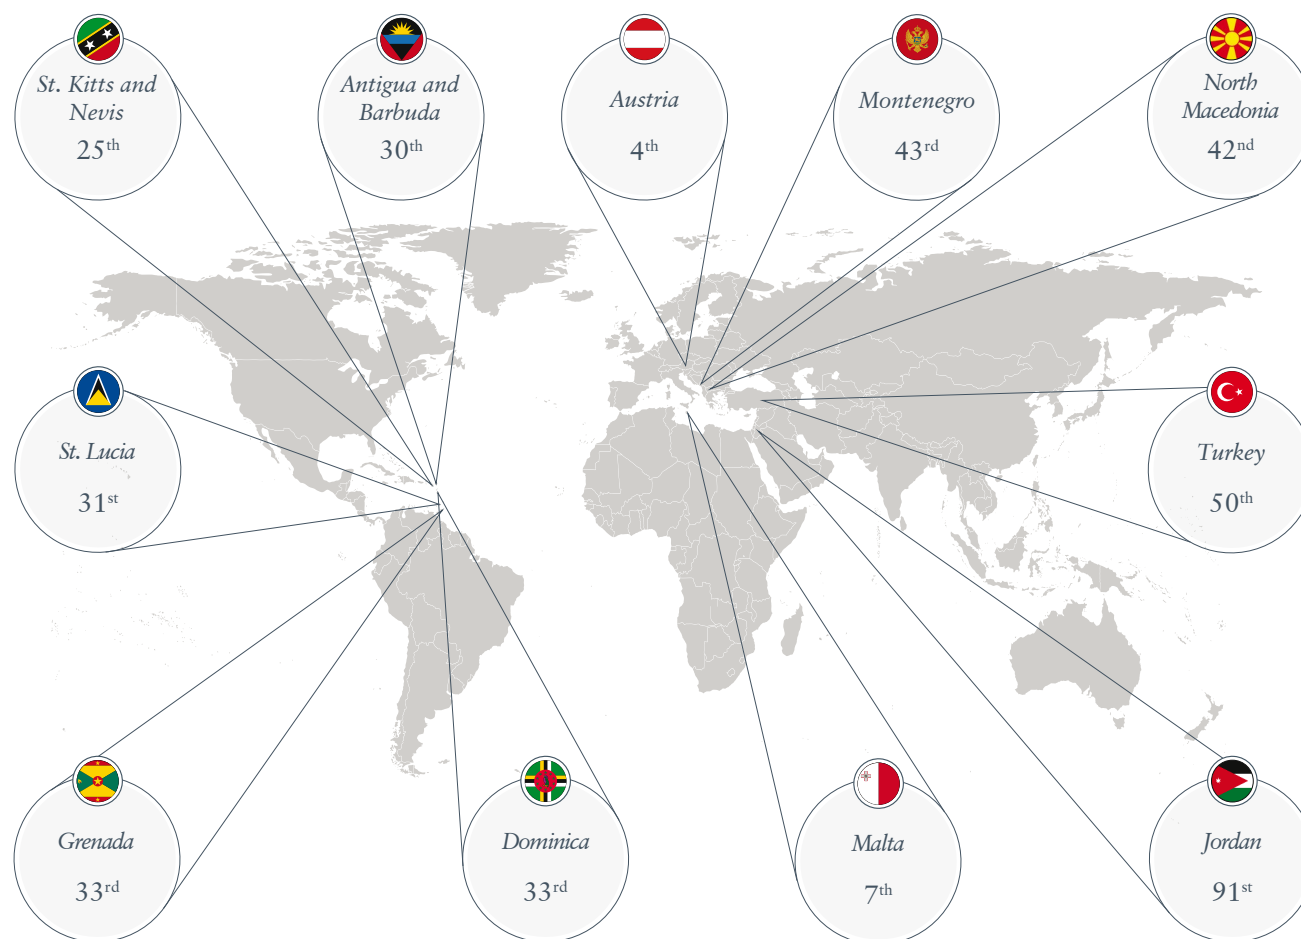 St. Kitts and
Nevis
25th
Antigua and
Barbuda
30th
Austria
4th
Montenegro
43rd
North
Macedonia
42nd
St. Lucia
31st
Turkey
50th
Grenada
33rd
Dominica
33rd
Malta
7th
Jordan
91st